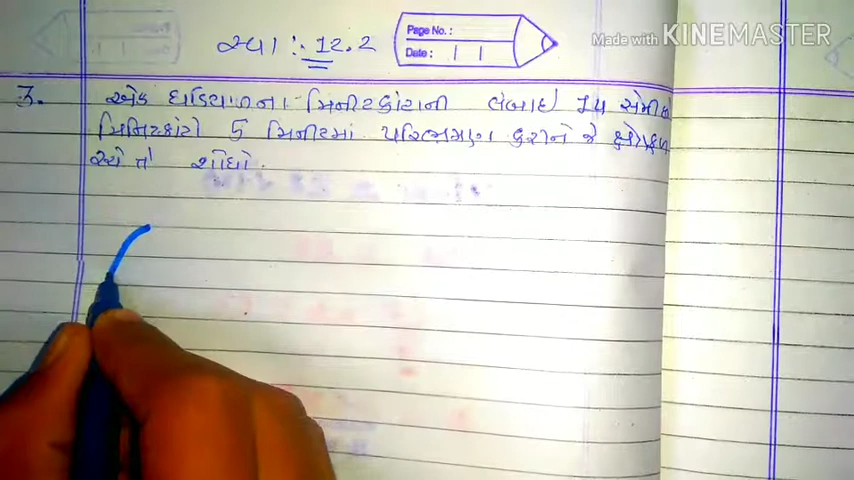 સ્વા :- 12.2
Page No.:
Date:
Made with KINEMASTER
3. એક ઘડિયાળના મિનીટકાંટાની લંબાઇ 14 સેમી છે
મિનિટકાંટો 5 મિનીટમાં પરિભ્રમણ કરીને જે ક્ષેત્રફળ
રચે તે શોધો.